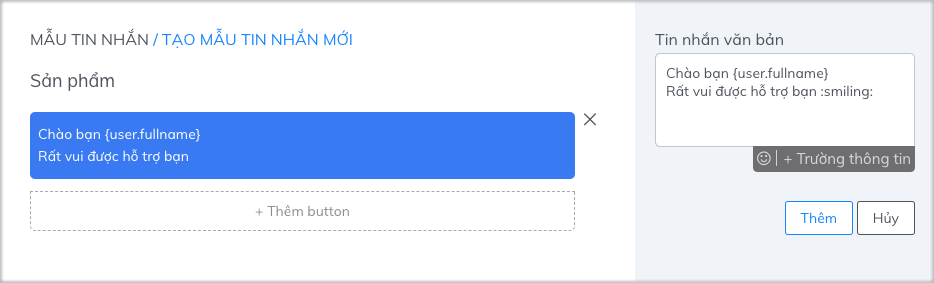 MẪU TIN NHẮN / TẠO MẪU TIN NHẮN MỚI
Sản phẩm
Chào bạn {user.fullname}
Rất vui được hỗ trợ bạn
+ Thêm button
Tin nhắn văn bản
Chào bạn {user.fullname}
Rất vui được hỗ trợ bạn :smiling:
+ Trường thông tin
Thêm
Hủy